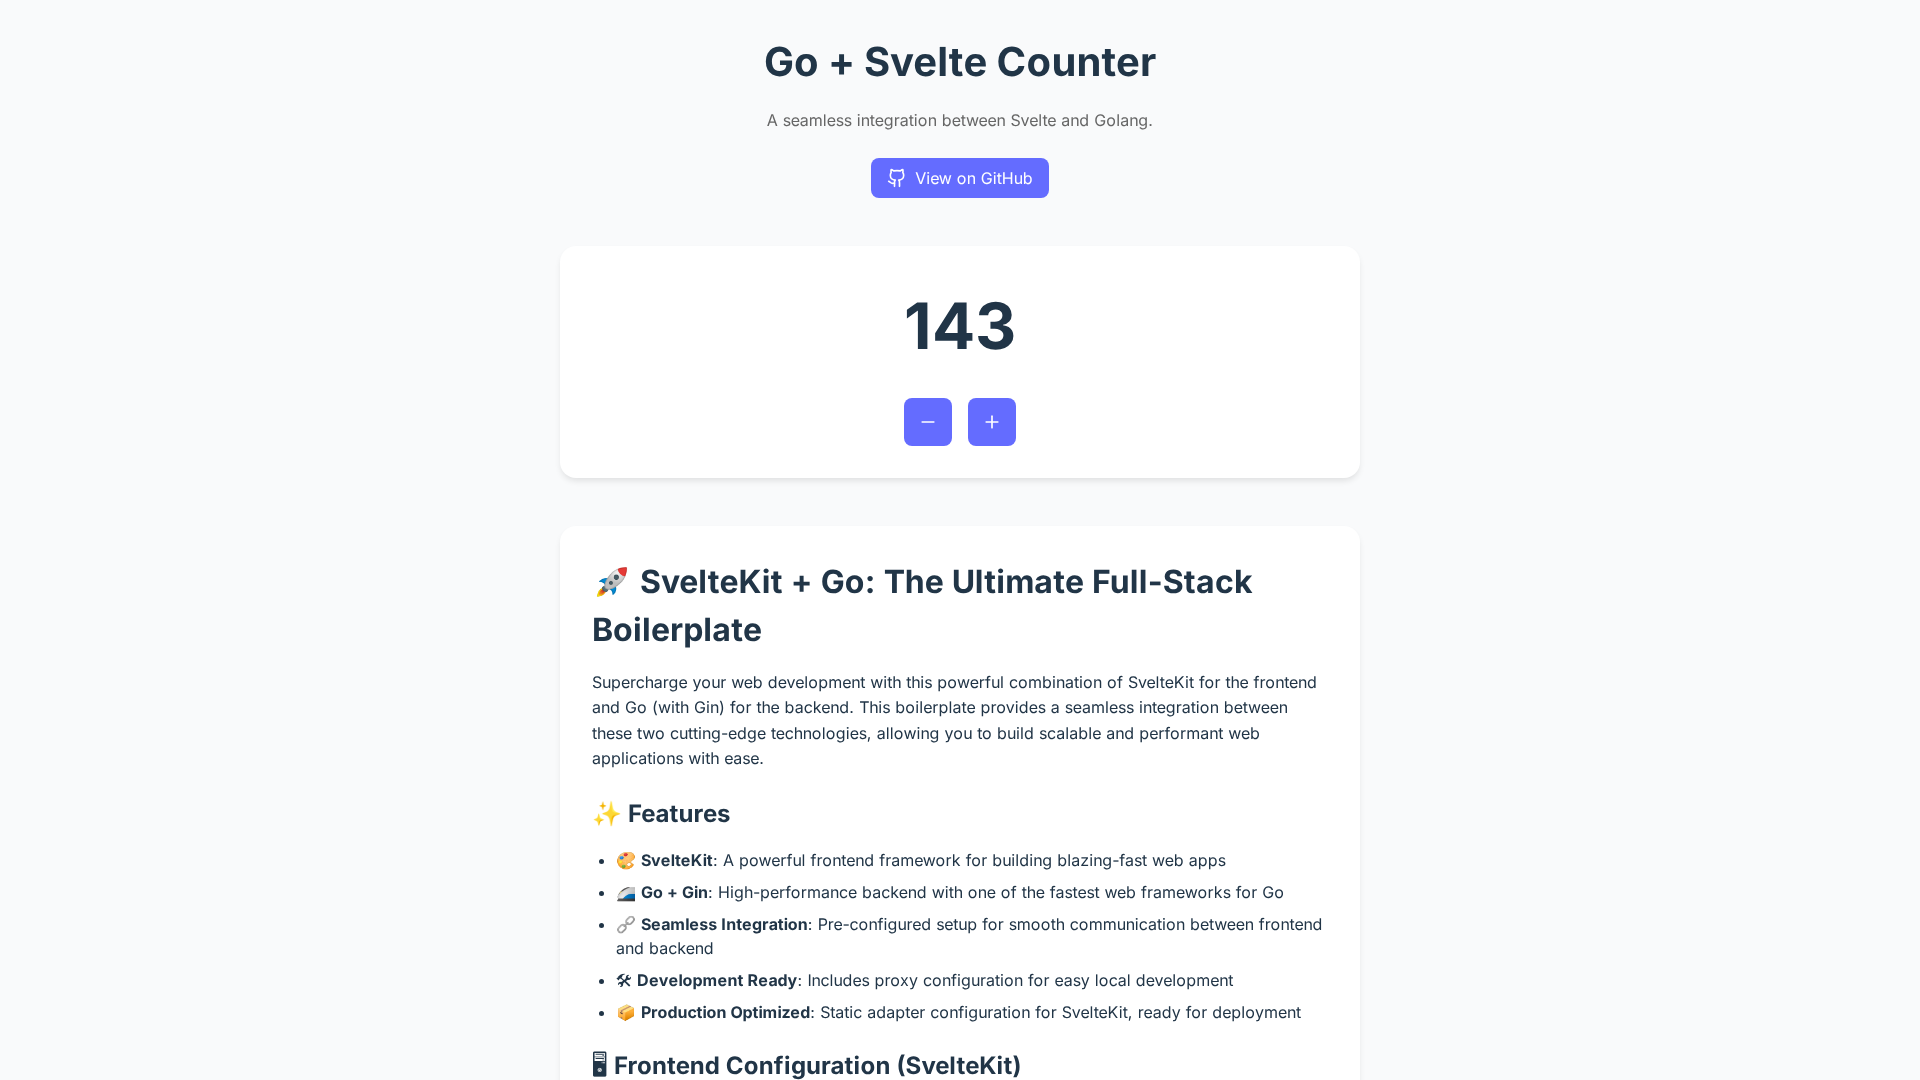 Go + Svelte Counter
A seamless integration between Svelte and Golang.
View on GitHub
143
− +
🚀 SvelteKit + Go: The Ultimate Full-Stack
Boilerplate
Supercharge your web development with this powerful combination of SvelteKit for the frontend
and Go (with Gin) for the backend. This boilerplate provides a seamless integration between
these two cutting-edge technologies, allowing you to build scalable and performant web
applications with ease.
✨ Features
• 🎨 SvelteKit: A powerful frontend framework for building blazing-fast web apps
• 🚄 Go + Gin: High-performance backend with one of the fastest web frameworks for Go
• 🔗 Seamless Integration: Pre-configured setup for smooth communication between frontend
and backend
• 🛠 Development Ready: Includes proxy configuration for easy local development
• 📦 Production Optimized: Static adapter configuration for SvelteKit, ready for deployment
🖥 Frontend Configuration (SvelteKit)